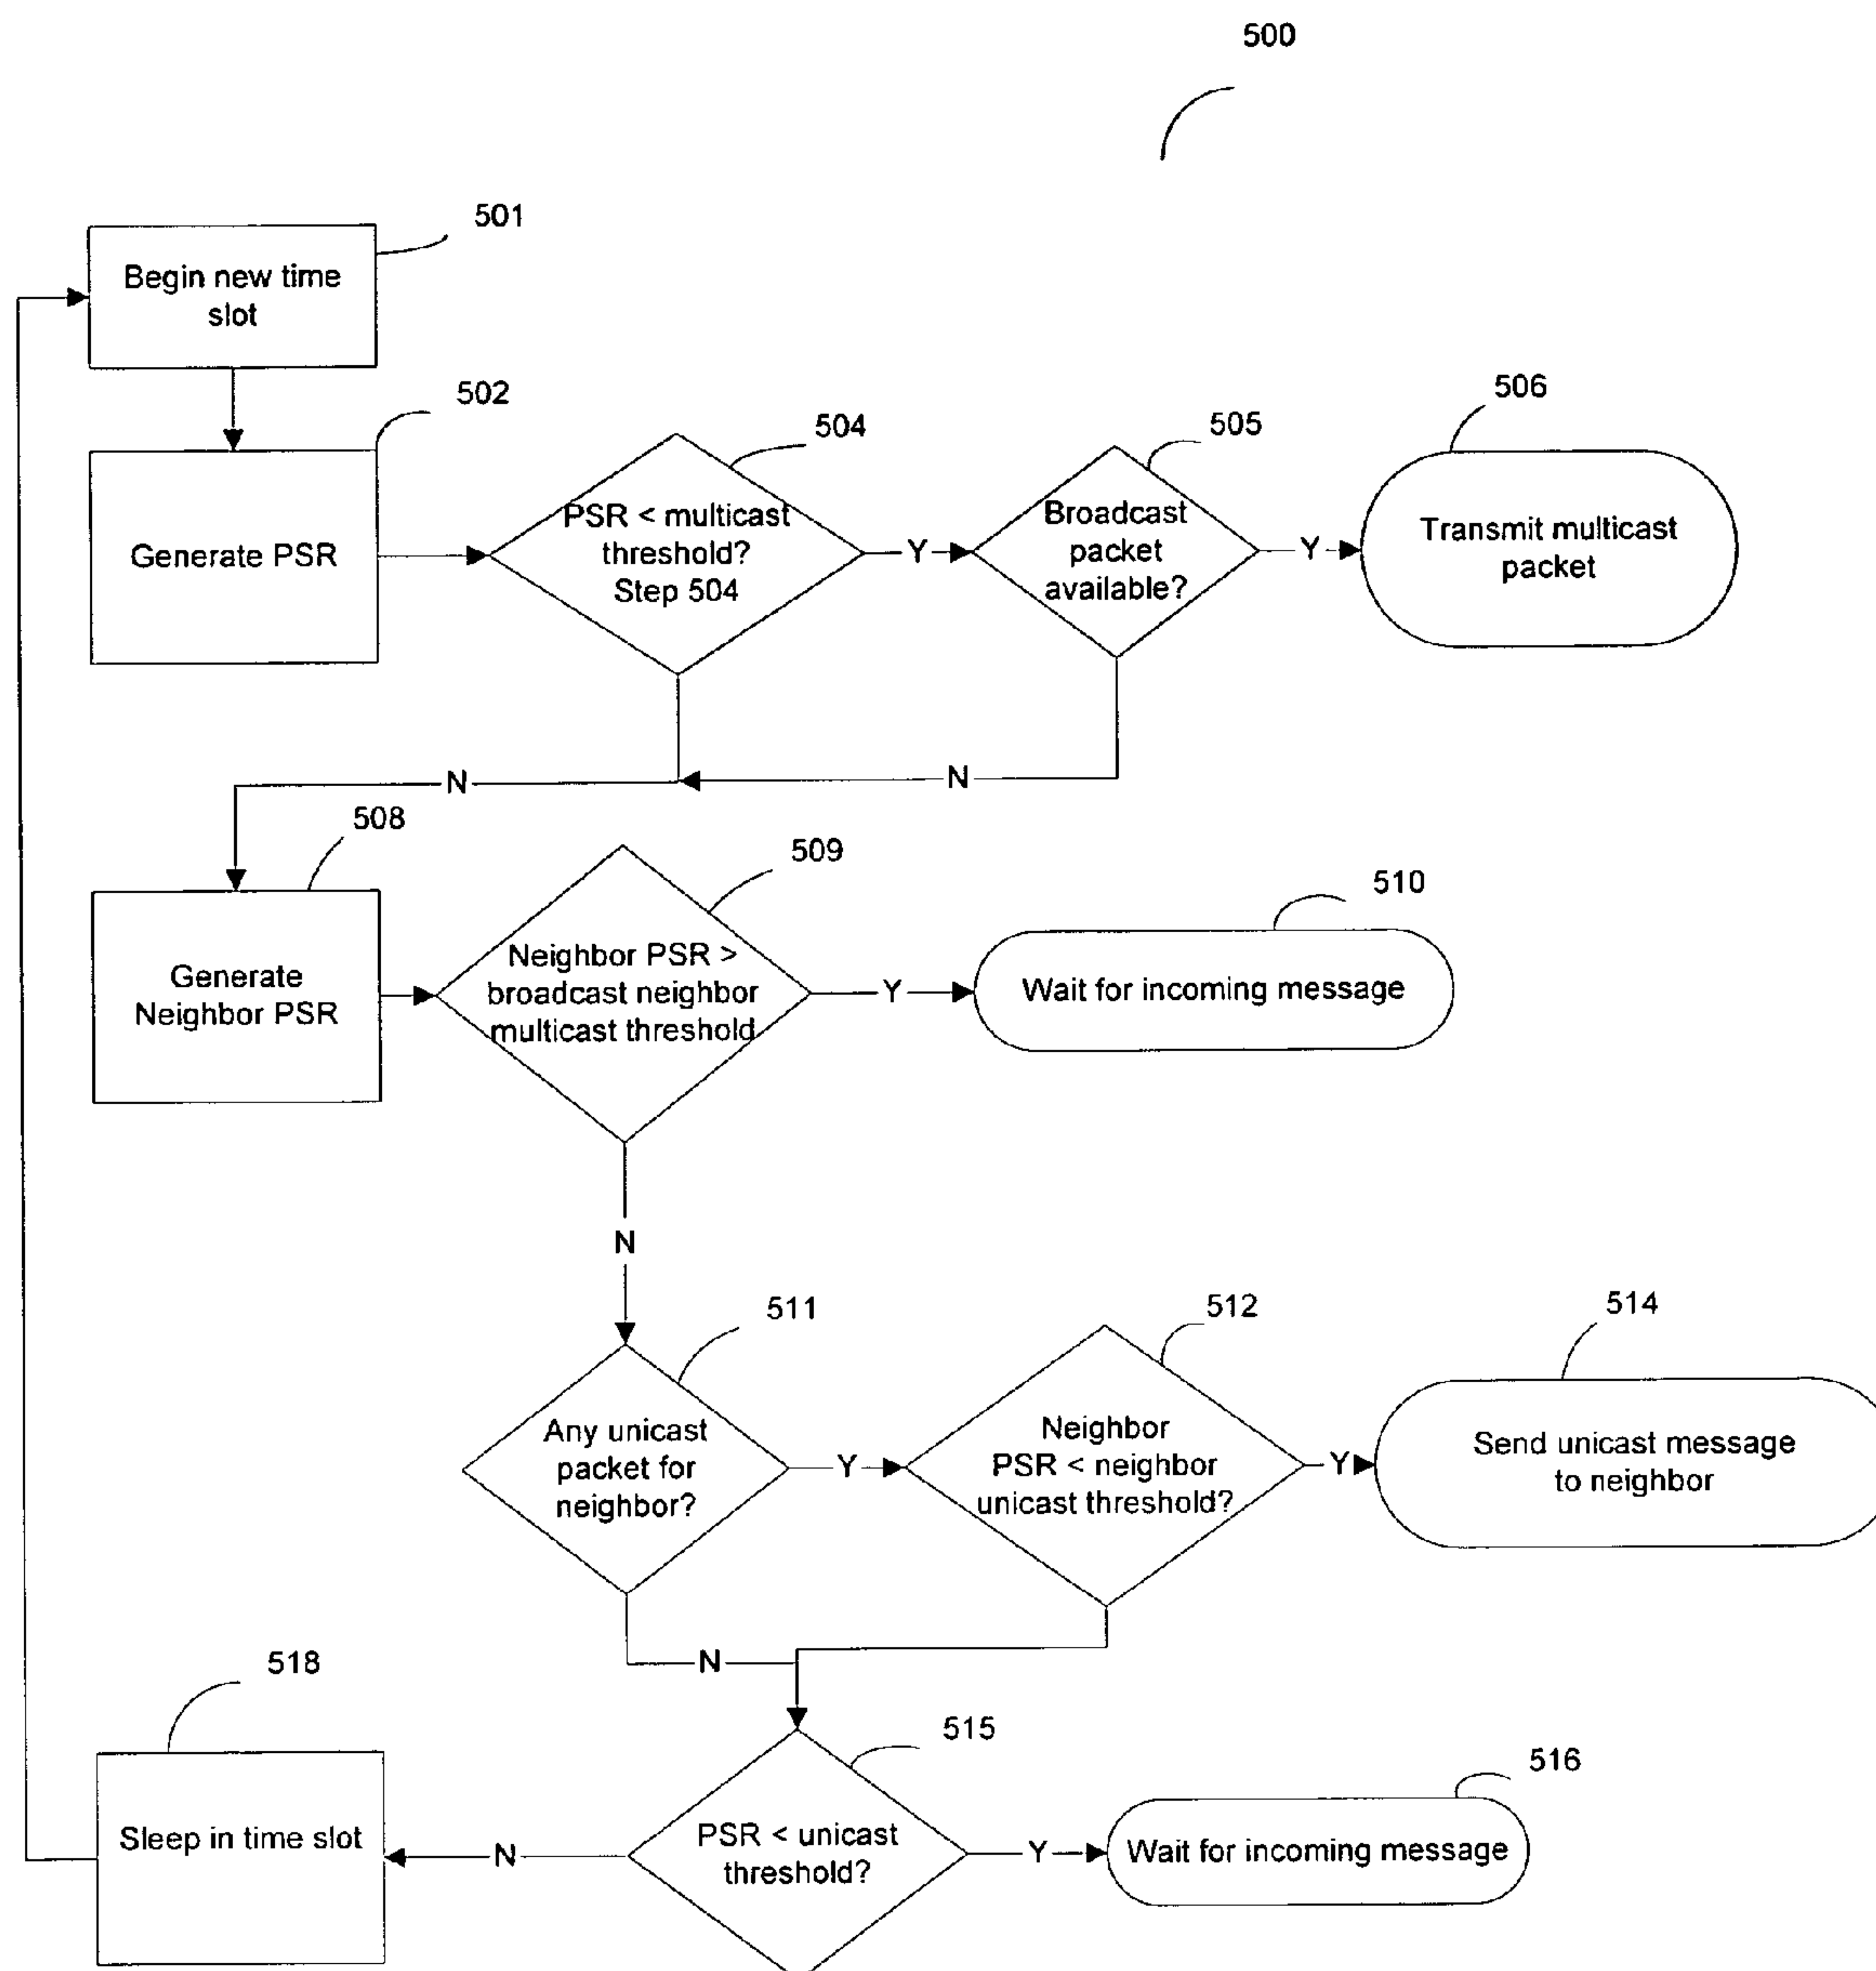 500
501
Begin new time
slot
502
Generate PSR
504
PSR < multicast
threshold?
Step 504
Y
505
Broadcast
packet
available?
Y
506
Transmit multicast
packet
N
N
508
Generate
Neighbor PSR
509
Neighbor PSR >
broadcast neighbor
multicast threshold
Y
510
Wait for incoming message
N
511
Any unicast
packet for
neighbor?
Y
512
Neighbor
PSR < neighbor
unicast threshold?
Y
514
Send unicast message
to neighbor
N
515
PSR < unicast
threshold?
Y
516
Wait for incoming message
N
518
Sleep in time slot